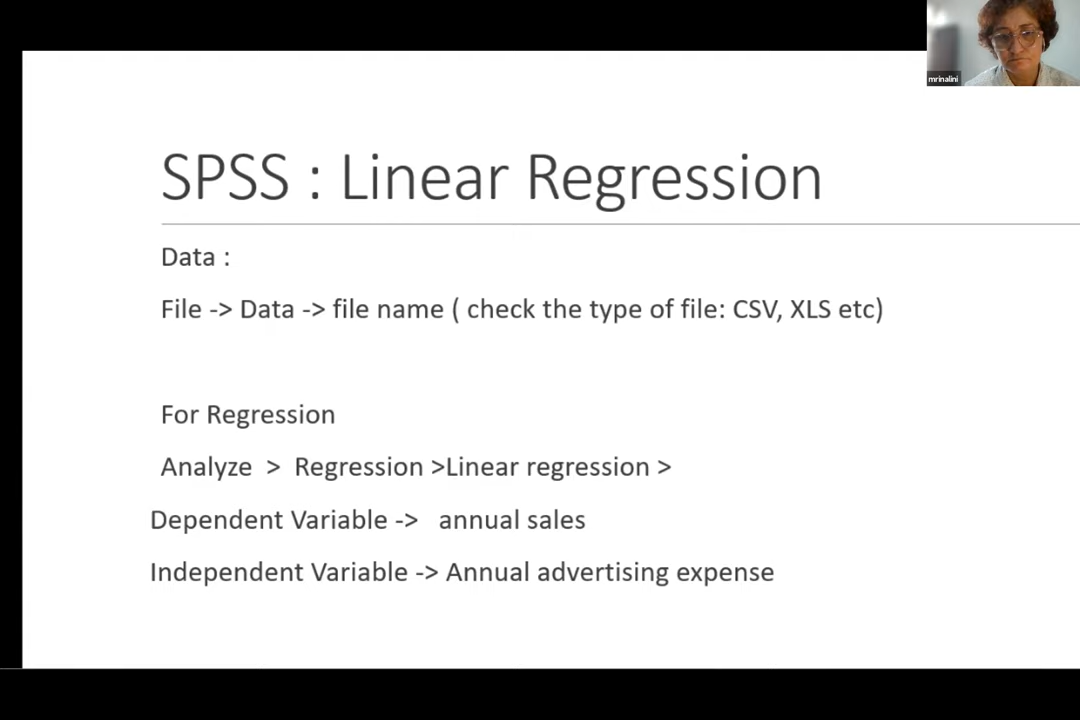 mrinalini
SPSS : Linear Regression
Data :
File -> Data -> file name ( check the type of file: CSV, XLS etc)
For Regression
Analyze > Regression >Linear regression >
Dependent Variable -> annual sales
Independent Variable -> Annual advertising expense